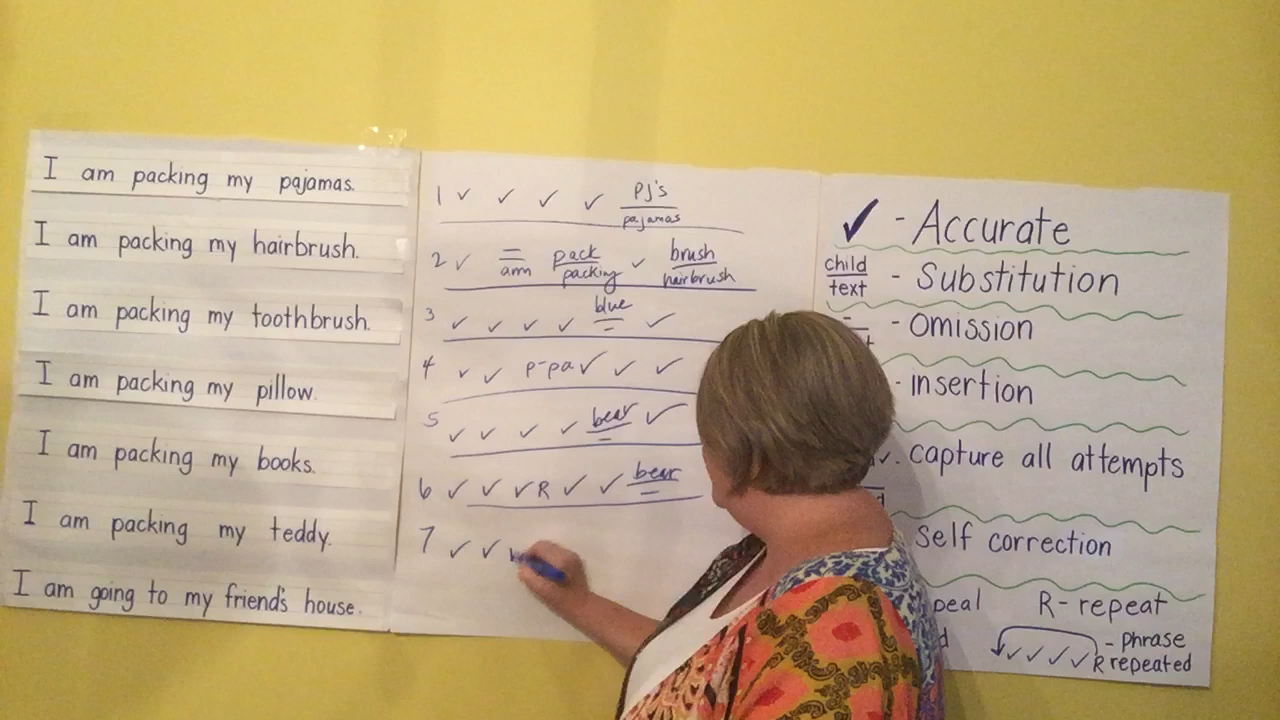 I am packing my pajamas.
I am packing my hairbrush.
I am packing my toothbrush.
I am packing my pillow.
I am packing my books.
I am packing my teddy.
I am going to my friend's house.
1 ✓ ✓ ✓ ✓ PJ's
pajamas
2 ✓ = pack ✓ brush
am packing hairbrush
3 ✓ ✓ ✓ ✓ blue ✓
–
4 ✓ ✓ p-pa✓ ✓ ✓
5 ✓ ✓ ✓ ✓ bear ✓
–
6 ✓ ✓ ✓R ✓ ✓ bear
–
7 ✓ ✓
✓ - Accurate
child - Substitution
text
- - Omission
t
- insertion
✓. capture all attempts
self correction
peal R- repeat
d ✓ ✓ ✓ ✓ - phrase
R repeated